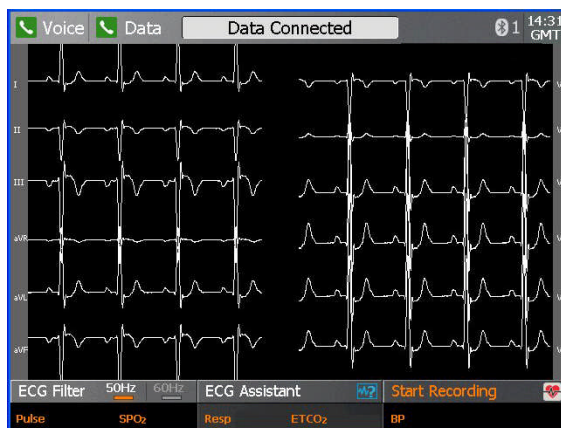 Voice Data Data Connected 1 14:31
GMT
I
II
III
aVR
aVL
aVF
V
V
V
V
V
V
ECG Filter 50Hz 60Hz ECG Assistant Start Recording
Pulse SPO₂ Resp ETCO₂ BP